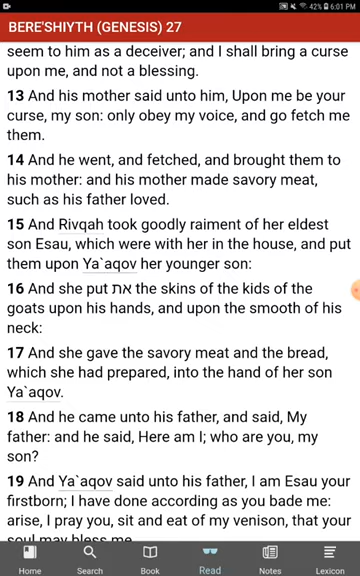 42% 6:01 PM
BERE'SHIYTH (GENESIS) 27
seem to him as a deceiver; and I shall bring a curse
upon me, and not a blessing.
13 And his mother said unto him, Upon me be your
curse, my son: only obey my voice, and go fetch me
them.
14 And he went, and fetched, and brought them to
his mother: and his mother made savory meat,
such as his father loved.
15 And Rivqah took goodly raiment of her eldest
son Esau, which were with her in the house, and put
them upon Ya`aqov her younger son:
16 And she put את the skins of the kids of the
goats upon his hands, and upon the smooth of his
neck:
17 And she gave the savory meat and the bread,
which she had prepared, into the hand of her son
Ya`aqov.
18 And he came unto his father, and said, My
father: and he said, Here am I; who are you, my
son?
19 And Ya`aqov said unto his father, I am Esau your
firstborn; I have done according as you bade me:
arise, I pray you, sit and eat of my venison, that your
soul may bless me
Home Search Book Read Notes Lexicon